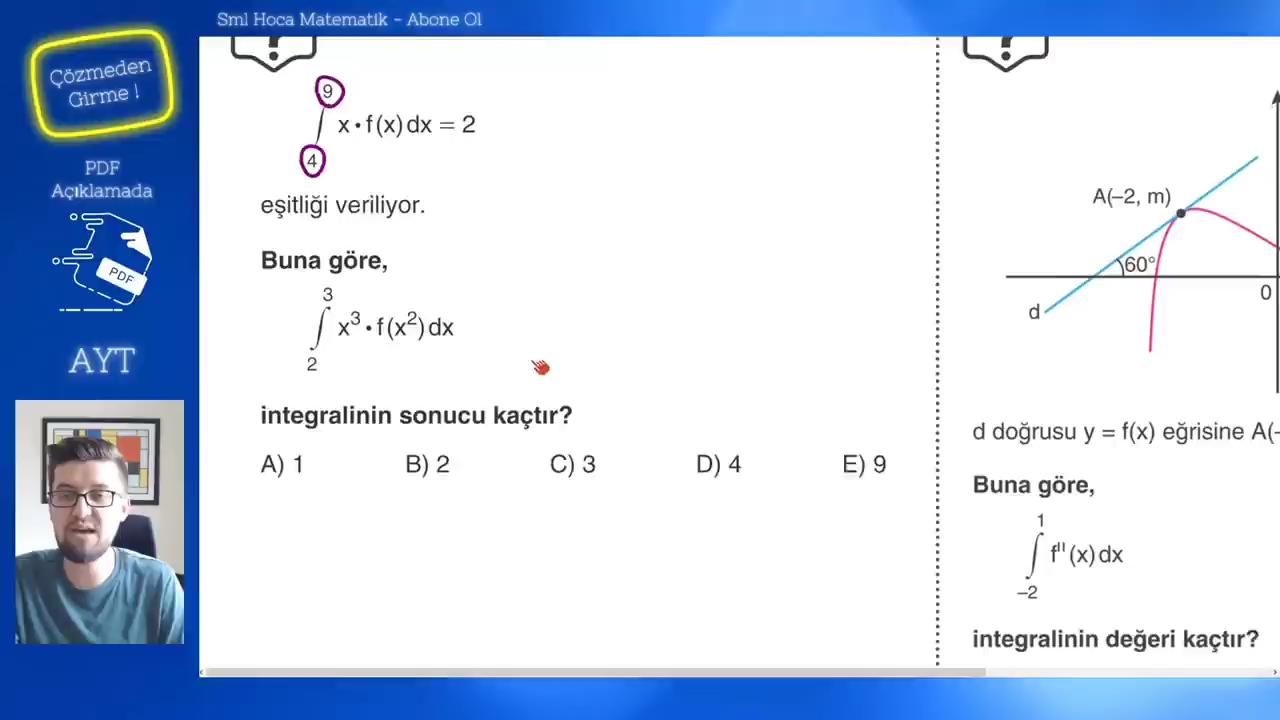 Sml Hoca Matematik - Abone Ol
Çözmeden
Girme !
PDF
Açıklamada
PDF
AYT
?
9
∫ x • f(x) dx = 2
4
eşitliği veriliyor.
Buna göre,
3
∫ x³ • f(x²) dx
2
integralinin sonucu kaçtır?
A) 1 B) 2 C) 3 D) 4 E) 9
?
A(–2, m)
60°
0
d
d doğrusu y = f(x) eğrisine A(-
Buna göre,
1
∫ f''(x) dx
–2
integralinin değeri kaçtır?